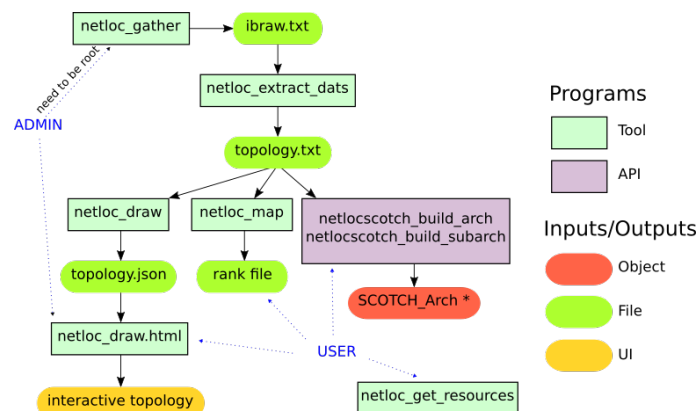 netloc_gather
ibraw.txt
need to be root
netloc_extract_dats
ADMIN
topology.txt
netloc_draw
netloc_map
netlocscotch_build_arch
netlocscotch_build_subarch
topology.json
rank file
SCOTCH_Arch *
netloc_draw.html
USER
interactive topology
netloc_get_resources
Programs
Tool
API
Inputs/Outputs
Object
File
UI